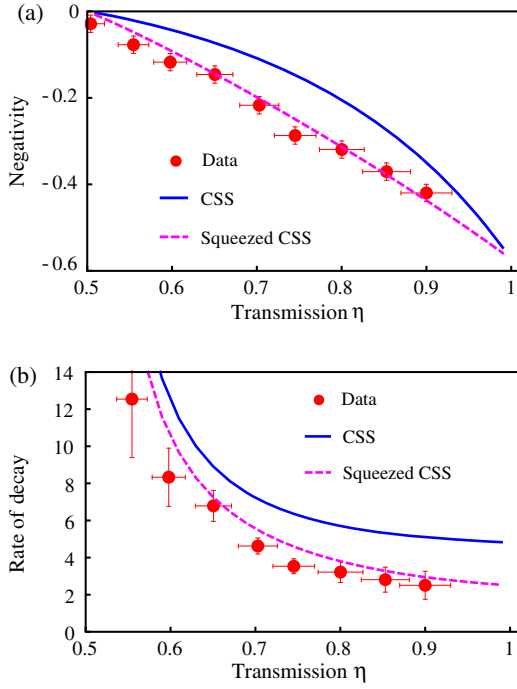 (a)
0
-0.2
-0.4
-0.6
Negativity
Data
CSS
Squeezed CSS
0.5
0.6
0.7
0.8
0.9
1
Transmission η
(b)
14
12
10
8
6
4
2
0
Rate of decay
Data
CSS
Squeezed CSS
0.5
0.6
0.7
0.8
0.9
1
Transmission η